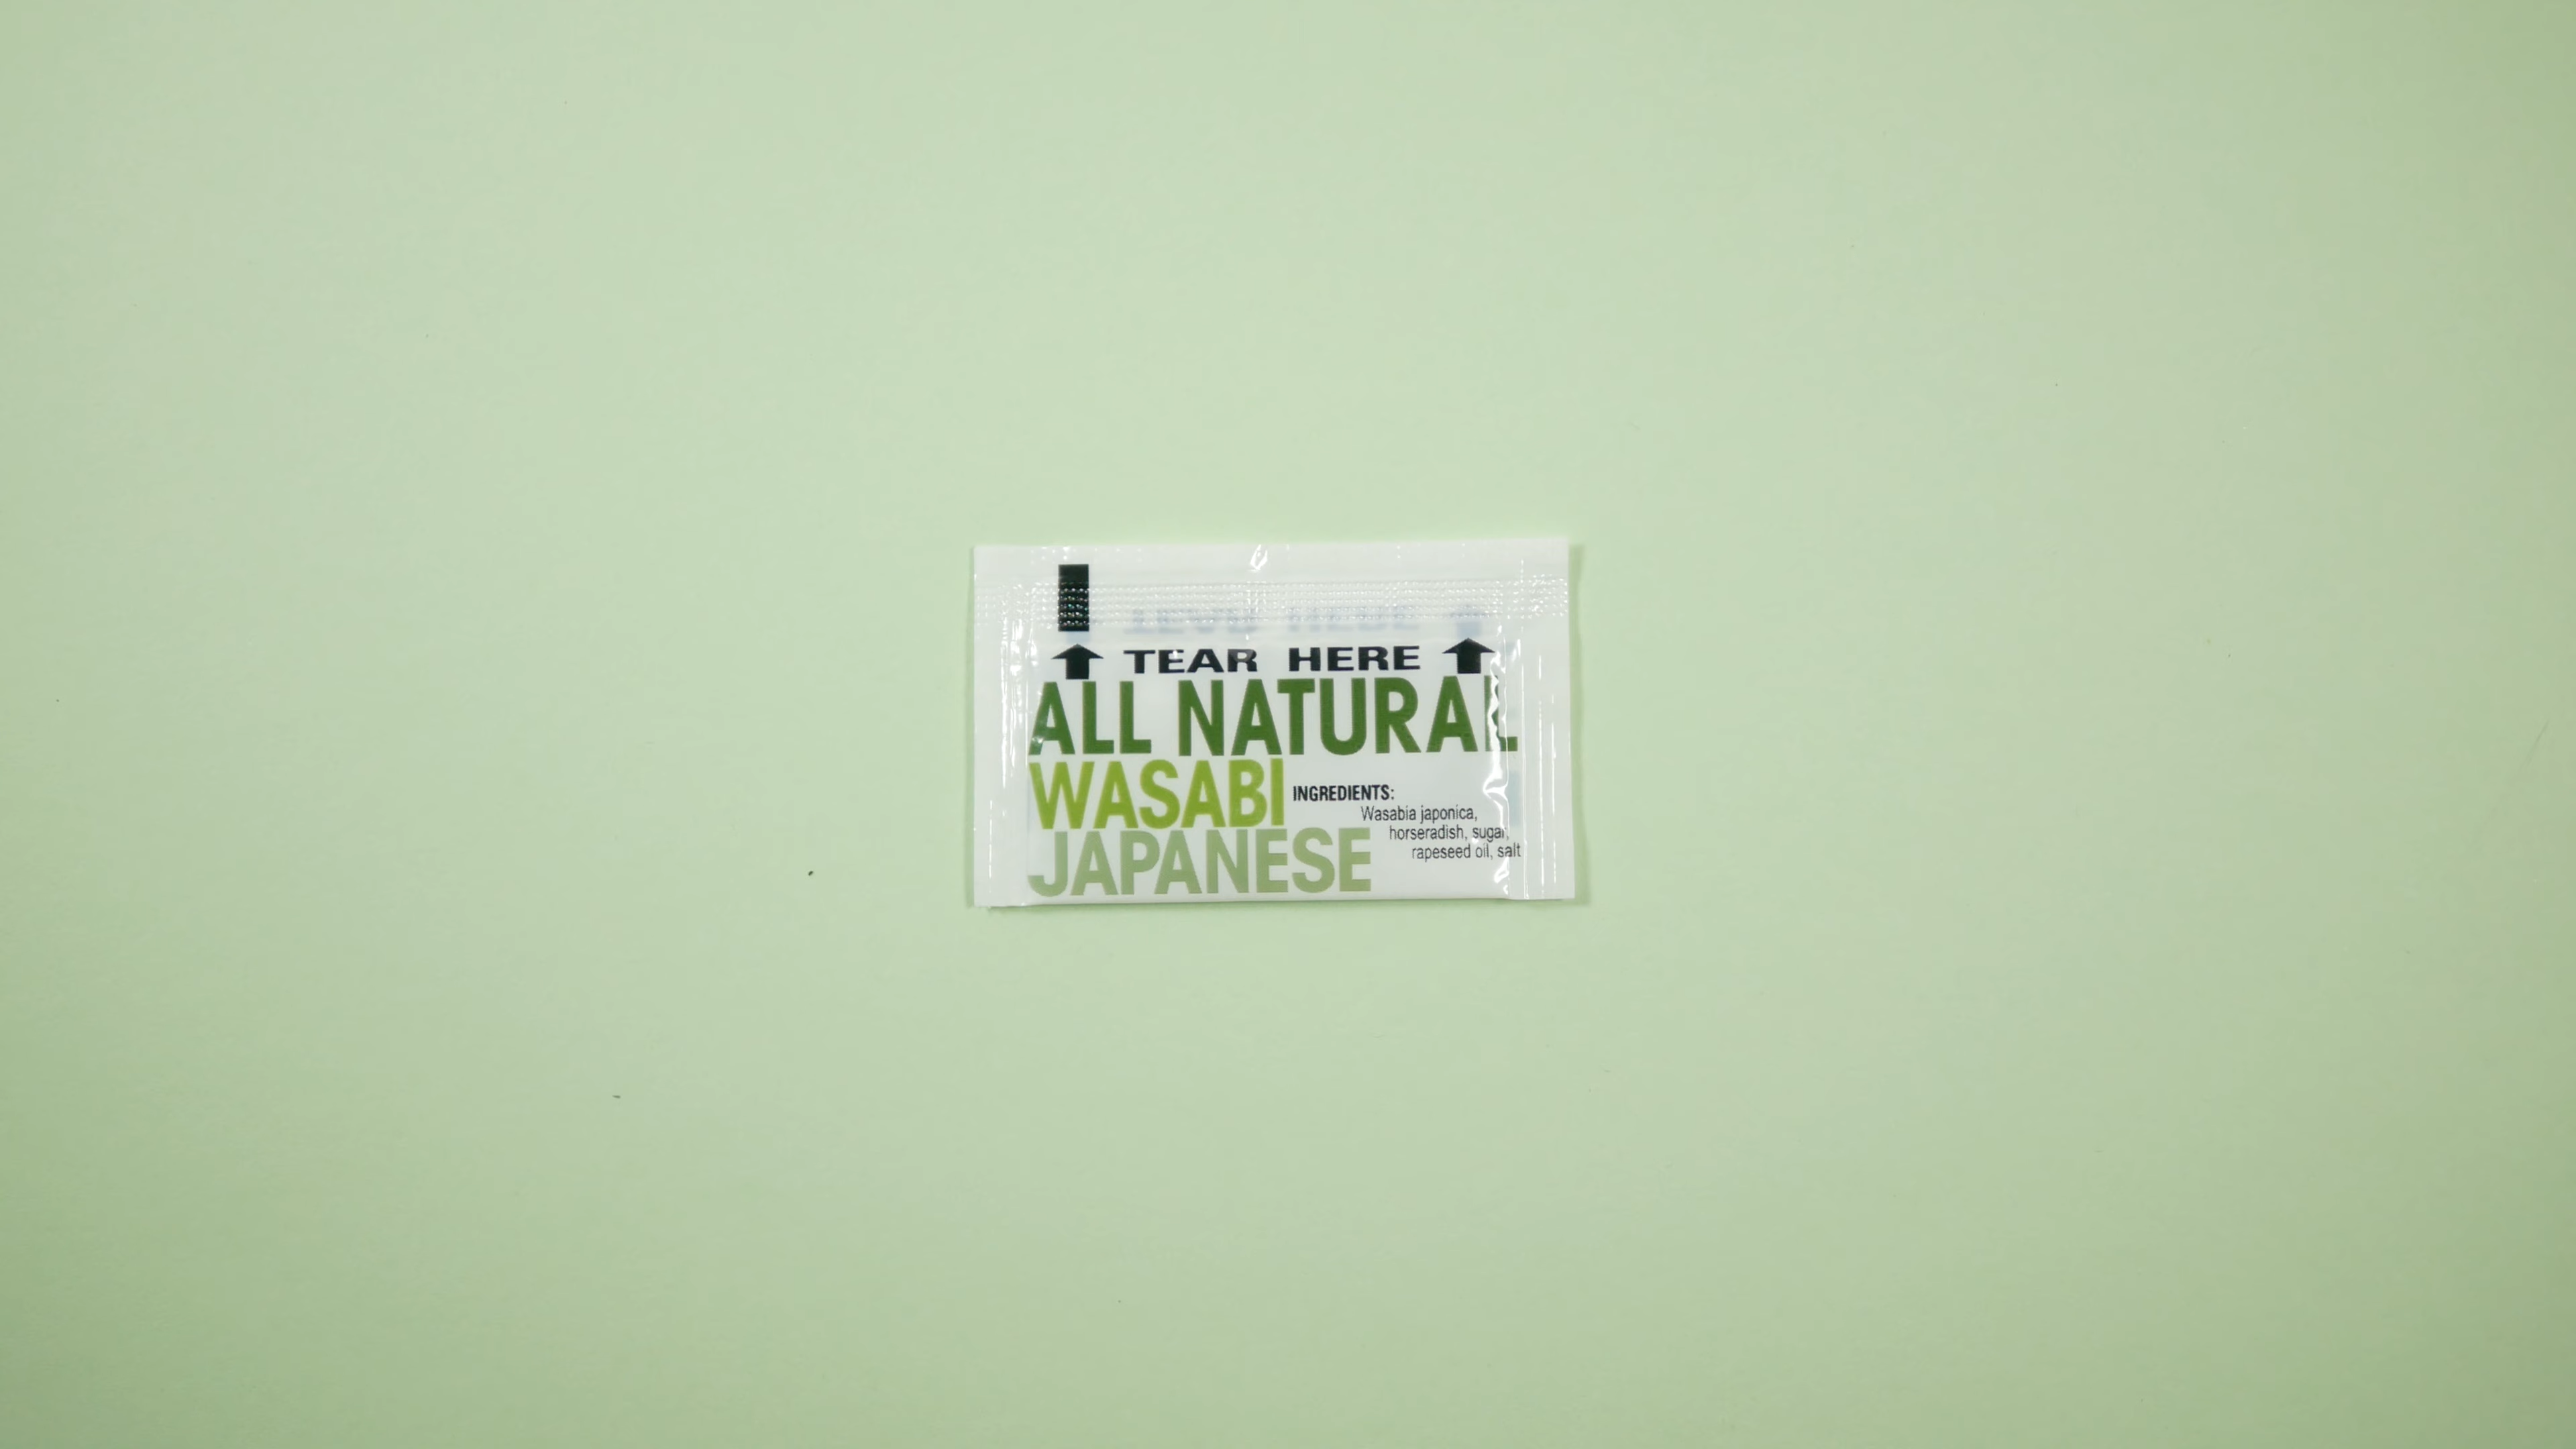 TEAR HERE
ALL NATURAL
WASABI
JAPANESE
INGREDIENTS:
Wasabia japonica,
horseradish, sugar,
rapeseed oil, salt